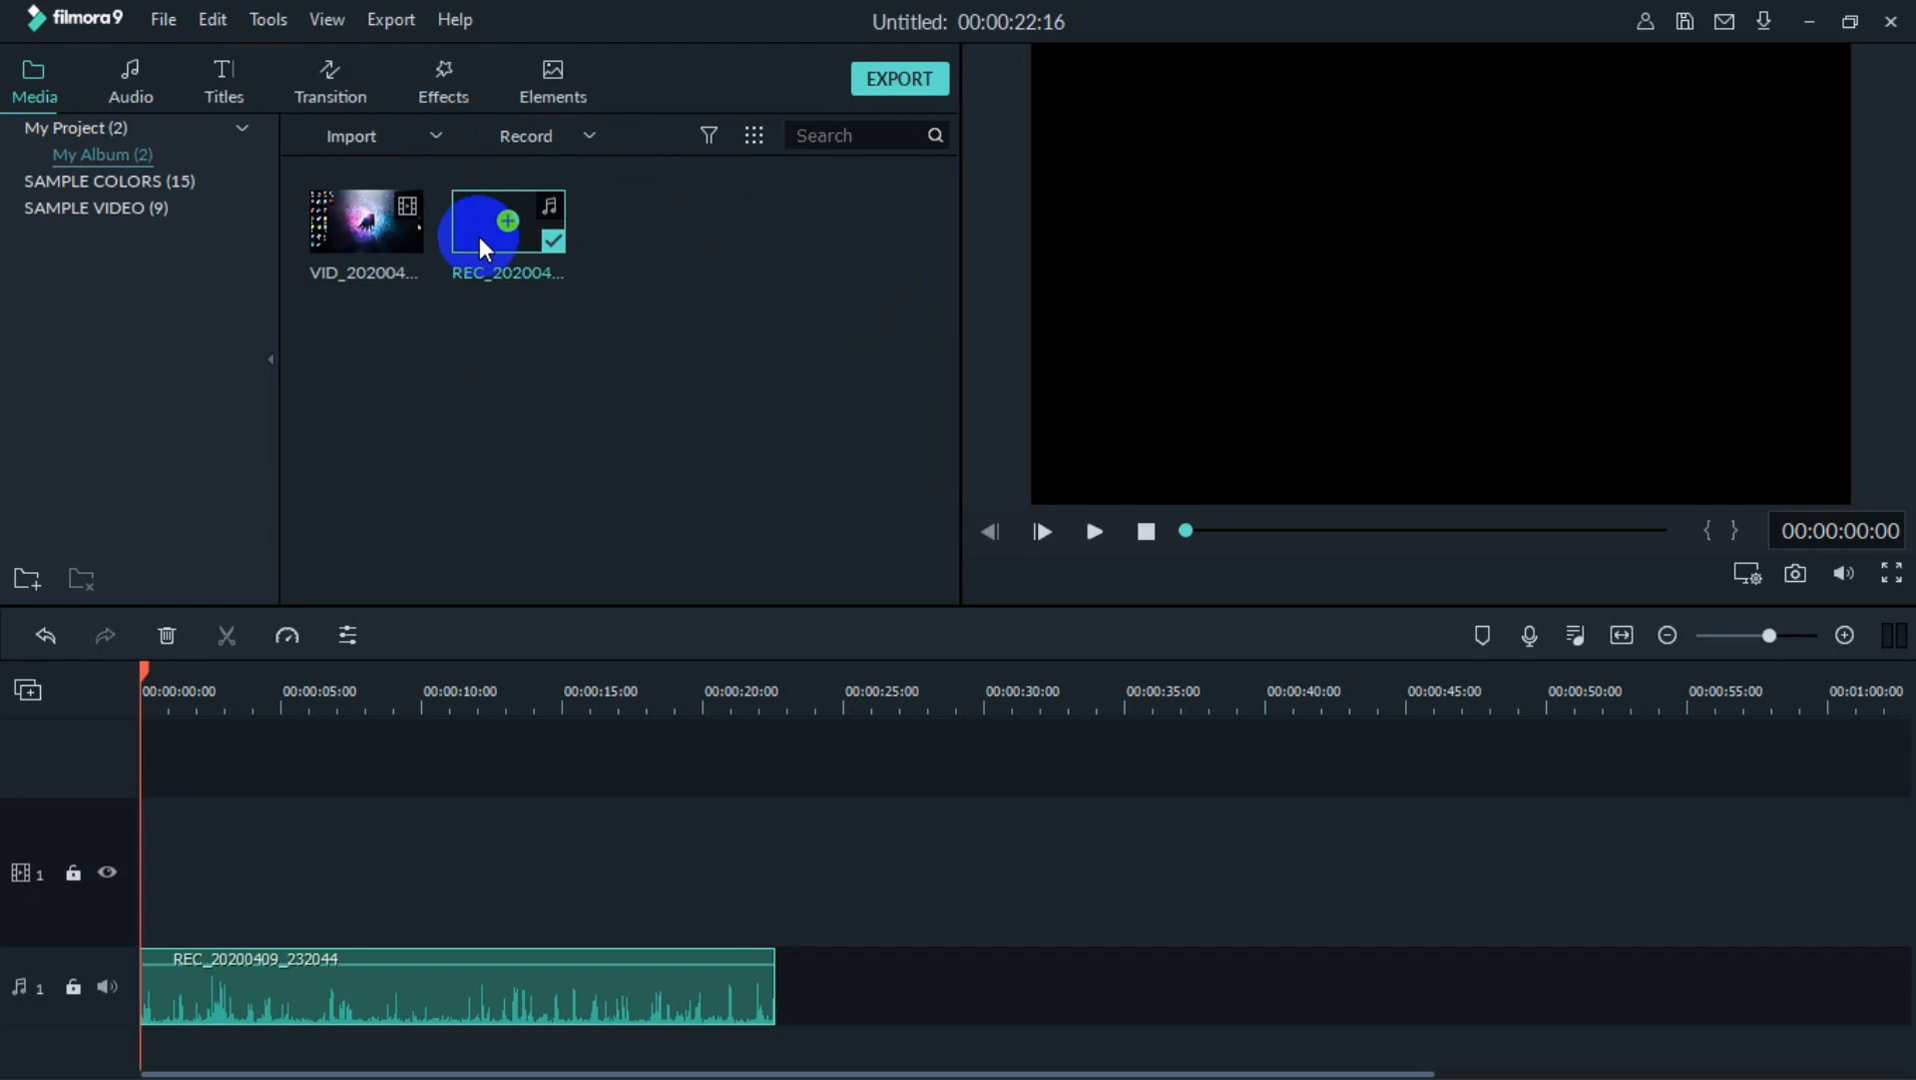 filmora9 File Edit Tools View Export Help Untitled: 00:00:22:16
Media Audio Titles Transition Effects Elements EXPORT
My Project (2) Import Record Search
My Album (2)
SAMPLE COLORS (15)
SAMPLE VIDEO (9)
VID_202004... REC_202004...
{ } 00:00:00:00
00:00:00:00 00:00:05:00 00:00:10:00 00:00:15:00 00:00:20:00 00:00:25:00 00:00:30:00 00:00:35:00 00:00:40:00 00:00:45:00 00:00:50:00 00:00:55:00 00:01:00:00
1
REC_20200409_232044
1